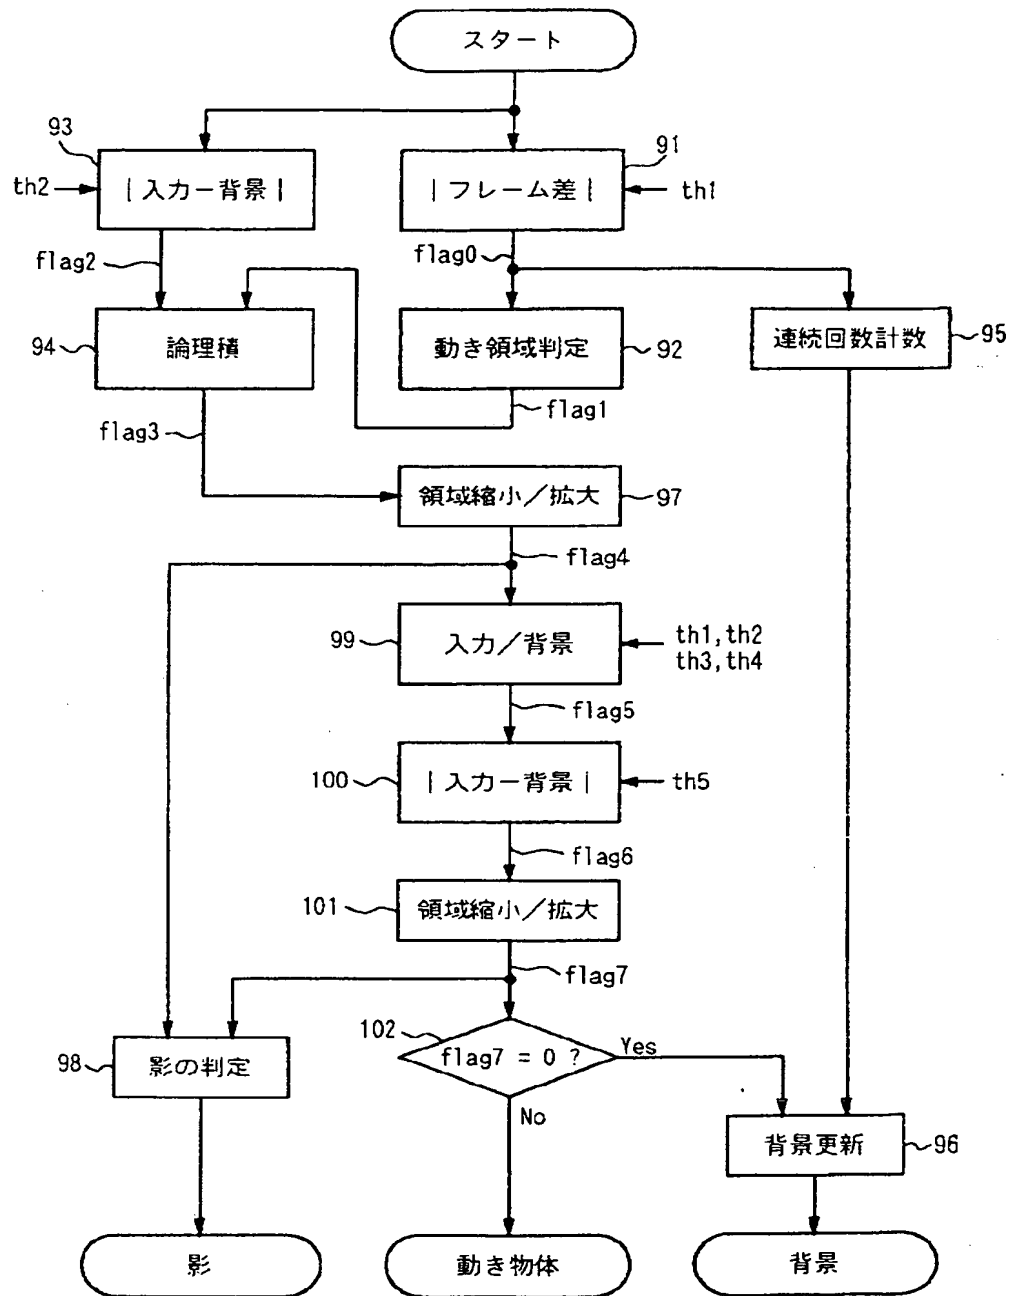 スタート
93
91
th2
|入力ー背景|
|フレーム差|
th1
flag2
flag0
94
論理積
動き領域判定
92
連続回数計数
95
flag3
flag1
領域縮小／拡大
97
flag4
99
入力／背景
th1,th2
th3,th4
flag5
100
|入力ー背景|
th5
flag6
101
領域縮小／拡大
flag7
102
98
影の判定
flag7 = 0 ?
Yes
No
背景更新
96
影
動き物体
背景